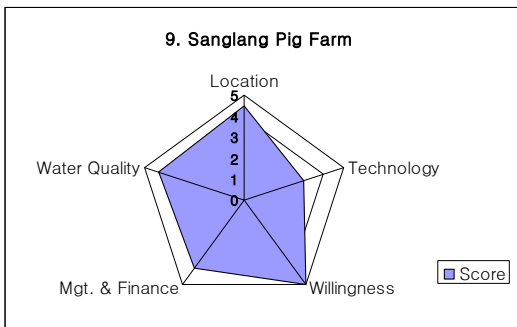 9. Sanglang Pig Farm
Location
5
4
3
2
1
0
Water Quality
Technology
Mgt. & Finance
Willingness
Score